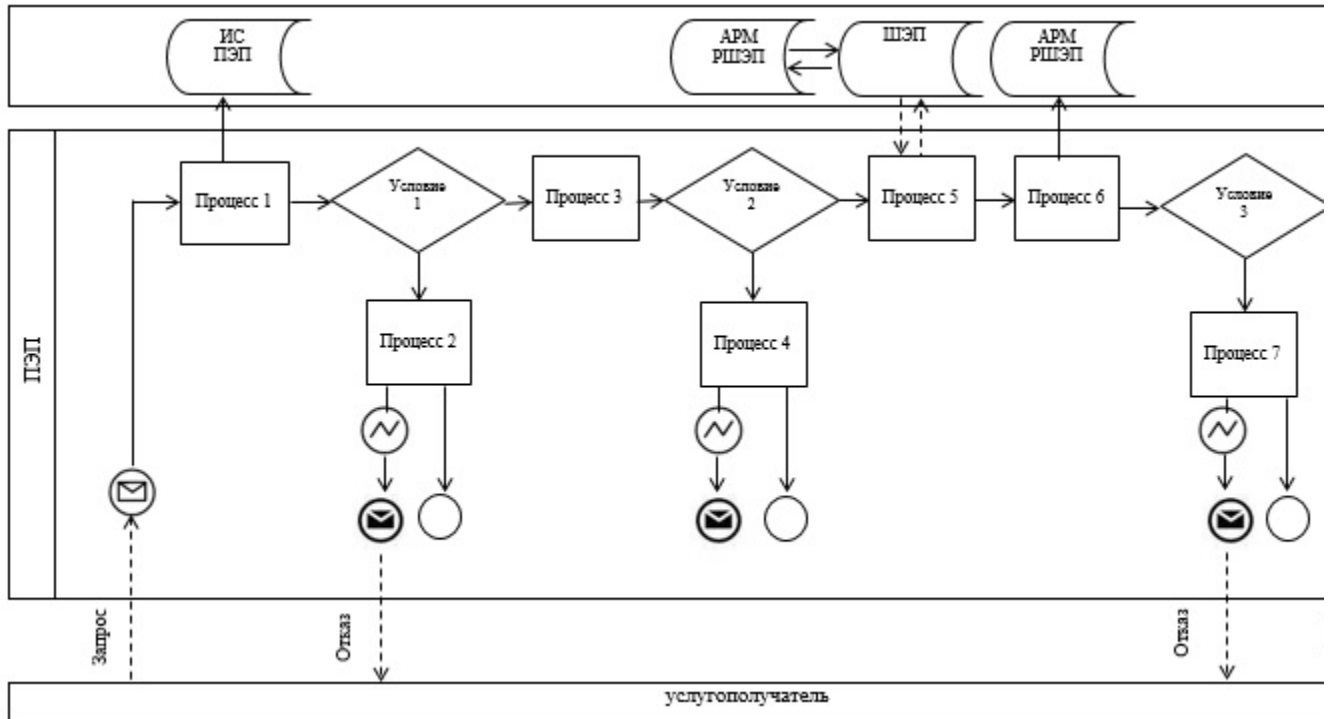 ИС
ПЭП
АРМ
РШЭП
ШЭП
АРМ
РШЭП
ПЭП
Процесс 1
Условие
1
Процесс 3
Условие
2
Процесс 5
Процесс 6
Условие
3
Процесс 2
Процесс 4
Процесс 7
Запрос
Отказ
Отказ
услугополучатель